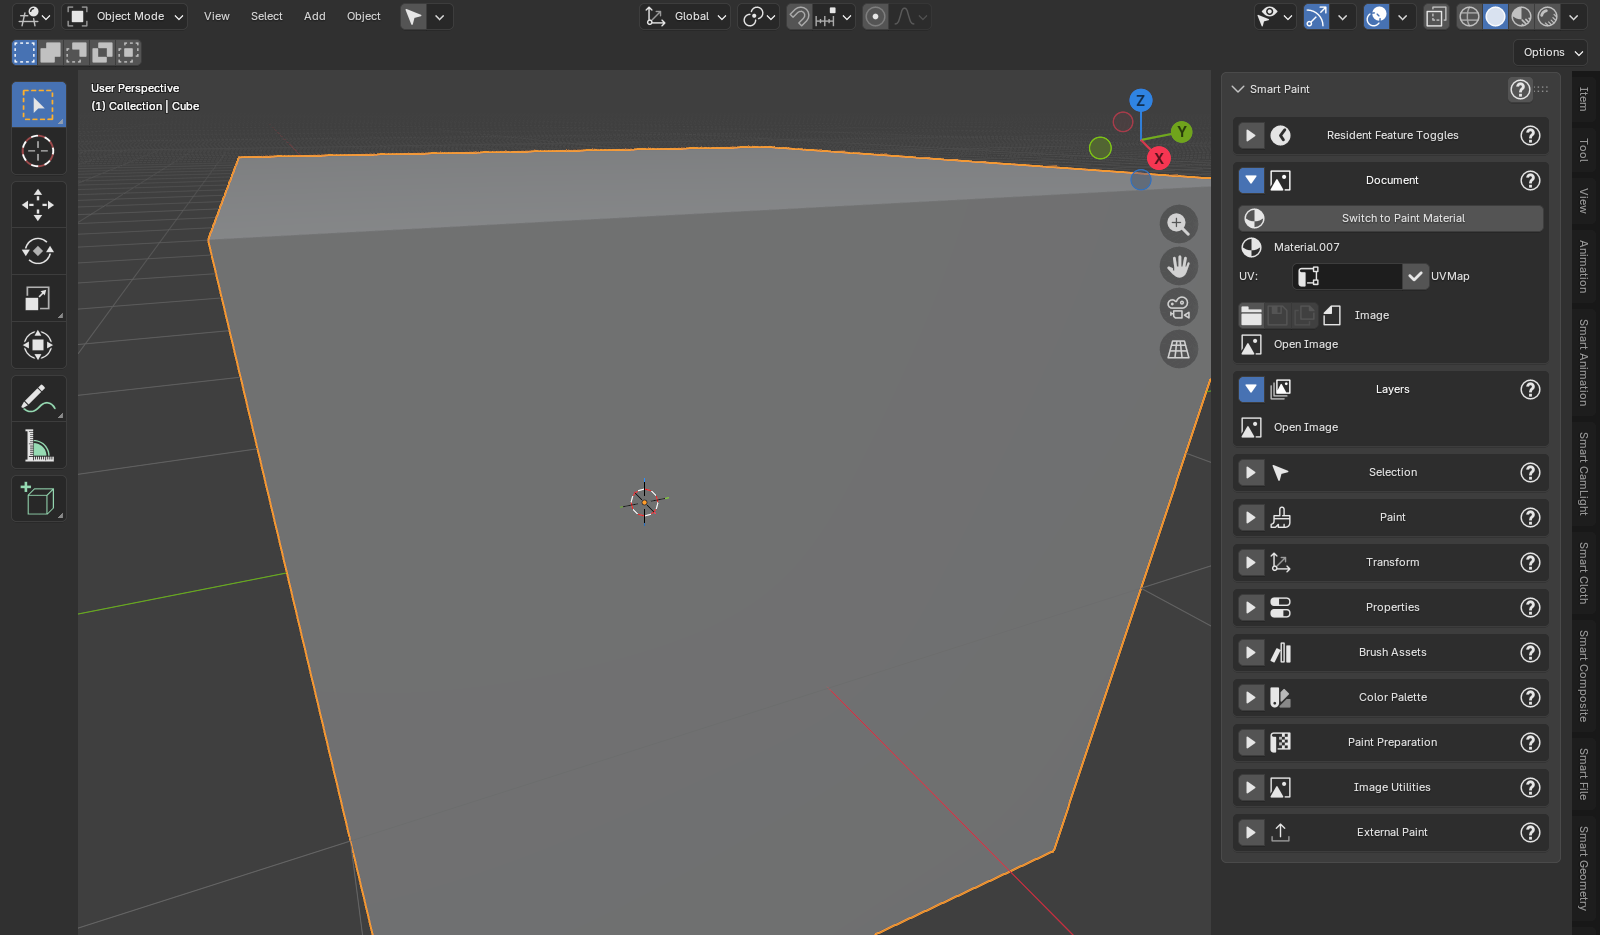 Object Mode View Select Add Object Global
Options
User Perspective
(1) Collection | Cube
Z
Y
X
Smart Paint
Resident Feature Toggles
Document
Switch to Paint Material
Material.007
UV: UVMap
Image
Open Image
Layers
Open Image
Selection
Paint
Transform
Properties
Brush Assets
Color Palette
Paint Preparation
Image Utilities
External Paint
Item
Tool
View
Animation
Smart Animation
Smart CamLight
Smart Cloth
Smart Composite
Smart File
Smart Geometry